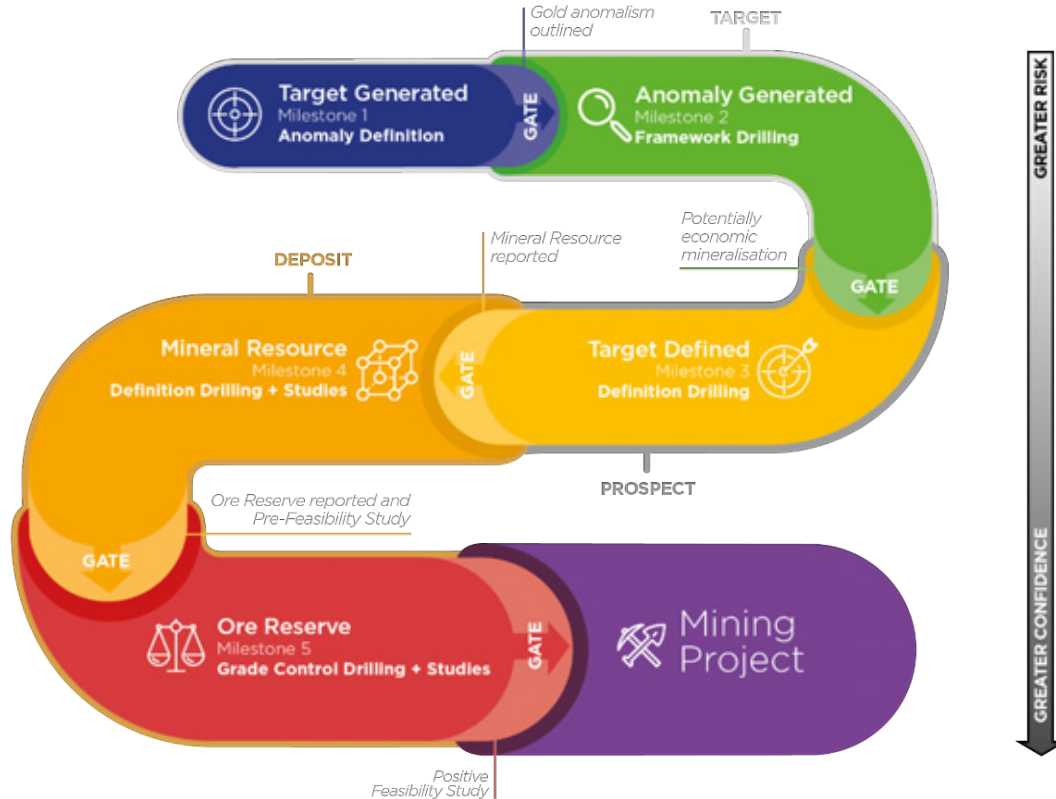 Gold anomalism
outlined
TARGET
Target Generated
Milestone 1
Anomaly Definition
GATE
Anomaly Generated
Milestone 2
Framework Drilling
GREATER RISK
Potentially
economic
mineralisation
GATE
Mineral Resource
reported
DEPOSIT
Mineral Resource
Milestone 4
Definition Drilling + Studies
GATE
Target Defined
Milestone 3
Definition Drilling
PROSPECT
Ore Reserve reported and
Pre-Feasibility Study
GATE
Ore Reserve
Milestone 5
Grade Control Drilling + Studies
GATE
Mining
Project
GREATER CONFIDENCE
Positive
Feasibility Study